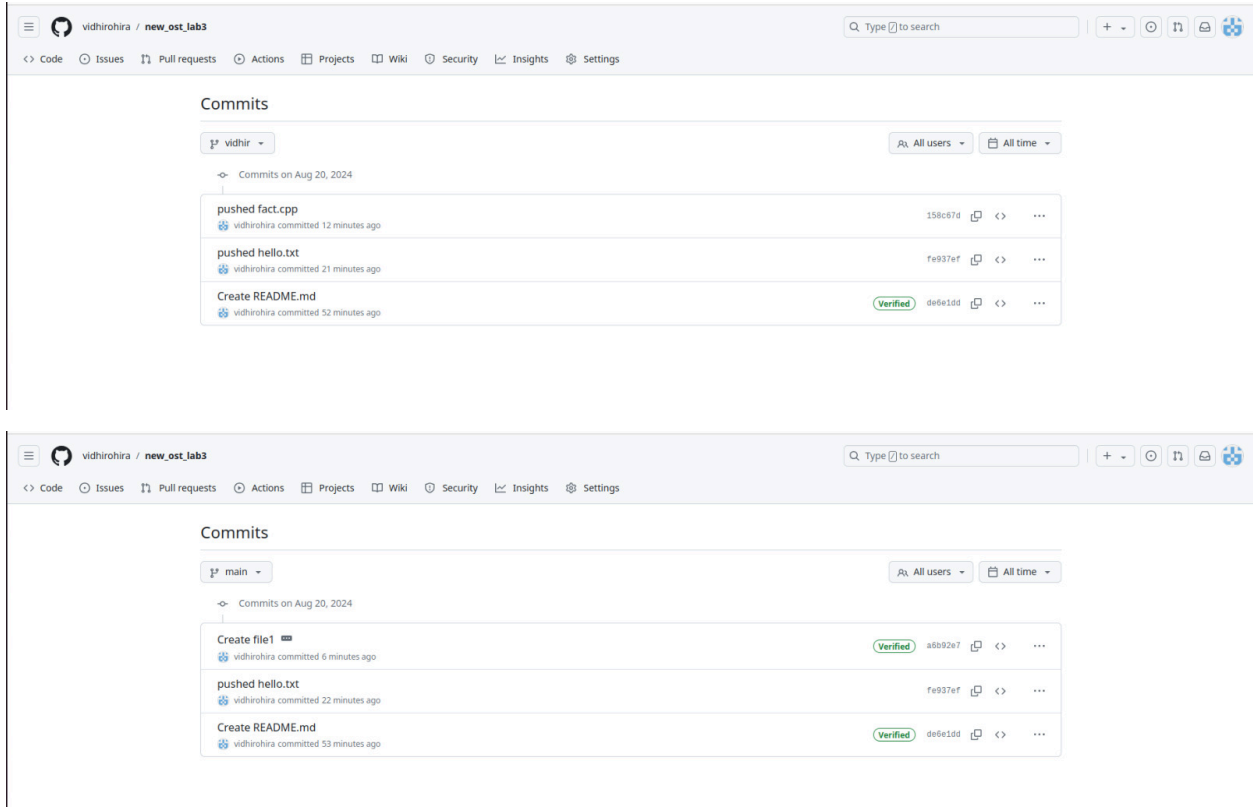 vidhirohira / new_ost_lab3
Type / to search
Code Issues Pull requests Actions Projects Wiki Security Insights Settings
Commits
vidhir All users All time
Commits on Aug 20, 2024
pushed fact.cpp
vidhirohira committed 12 minutes ago
158c67d
pushed hello.txt
vidhirohira committed 21 minutes ago
fe937ef
Create README.md
vidhirohira committed 52 minutes ago
Verified de6e1dd
vidhirohira / new_ost_lab3
Type / to search
Code Issues Pull requests Actions Projects Wiki Security Insights Settings
Commits
main All users All time
Commits on Aug 20, 2024
Create file1
vidhirohira committed 6 minutes ago
Verified a6b92e7
pushed hello.txt
vidhirohira committed 22 minutes ago
fe937ef
Create README.md
vidhirohira committed 53 minutes ago
Verified de6e1dd